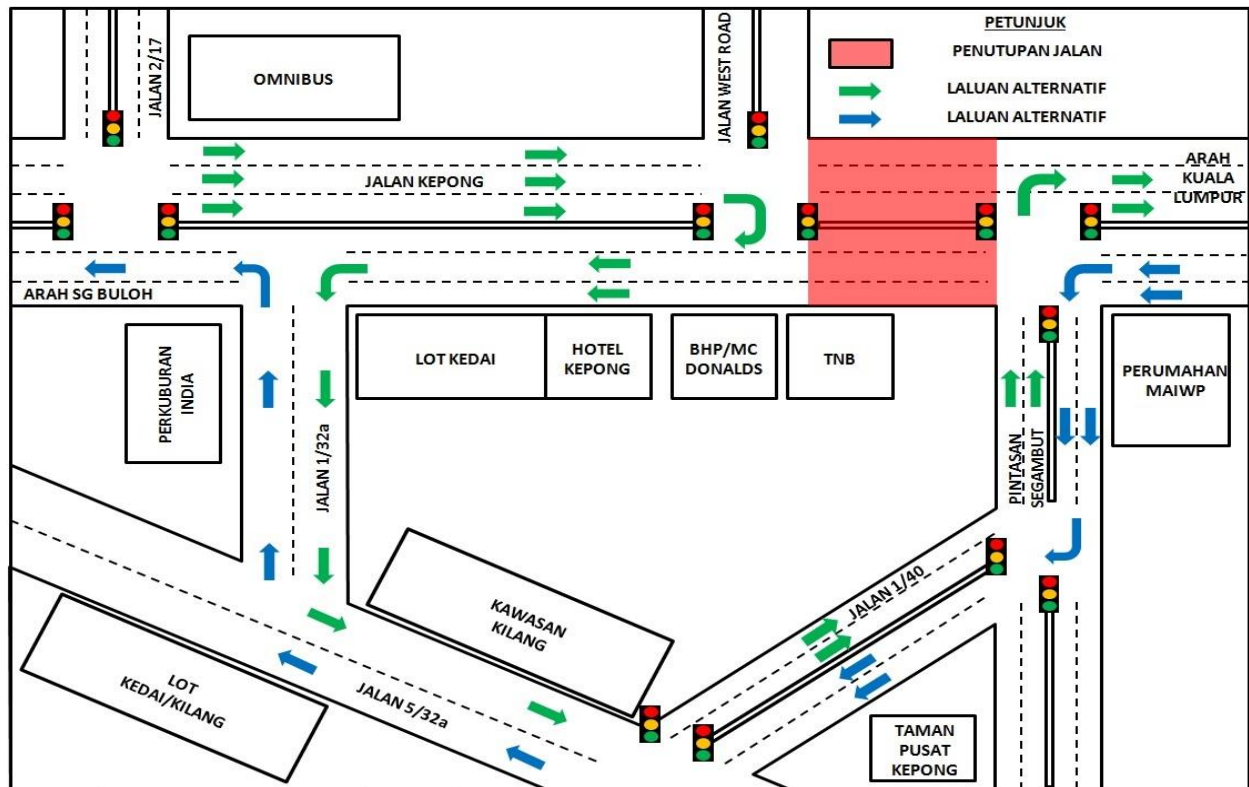 PETUNJUK
PENUTUPAN JALAN
LALUAN ALTERNATIF
LALUAN ALTERNATIF
JALAN 2/17
OMNIBUS
JALAN WEST ROAD
JALAN KEPONG
ARAH
KUALA
LUMPUR
ARAH SG BULOH
PERKUBURAN
INDIA
JALAN 1/32a
LOT KEDAI
HOTEL
KEPONG
BHP/MC
DONALDS
TNB
PINTASAN
SEGAMBUT
PERUMAHAN
MAIWP
KAWASAN
KILANG
JALAN 1/40
LOT
KEDAI/KILANG
JALAN 5/32a
TAMAN
PUSAT
KEPONG